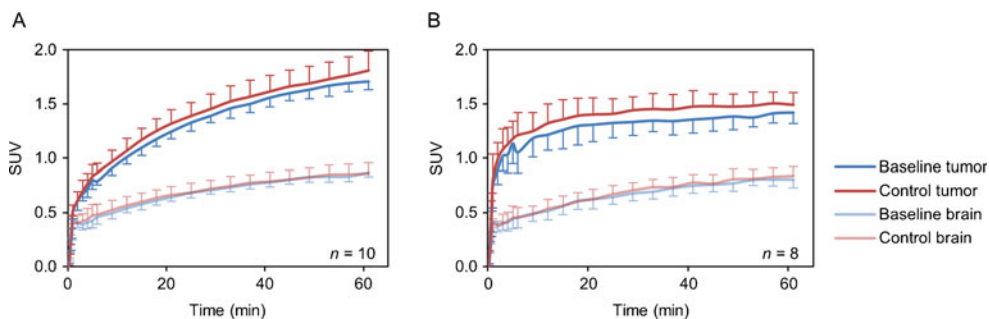 A
SUV
2.0
1.5
1.0
0.5
0.0
0
20
40
60
Time (min)
n = 10
B
SUV
2.0
1.5
1.0
0.5
0.0
0
20
40
60
Time (min)
n = 8
Baseline tumor
Control tumor
Baseline brain
Control brain